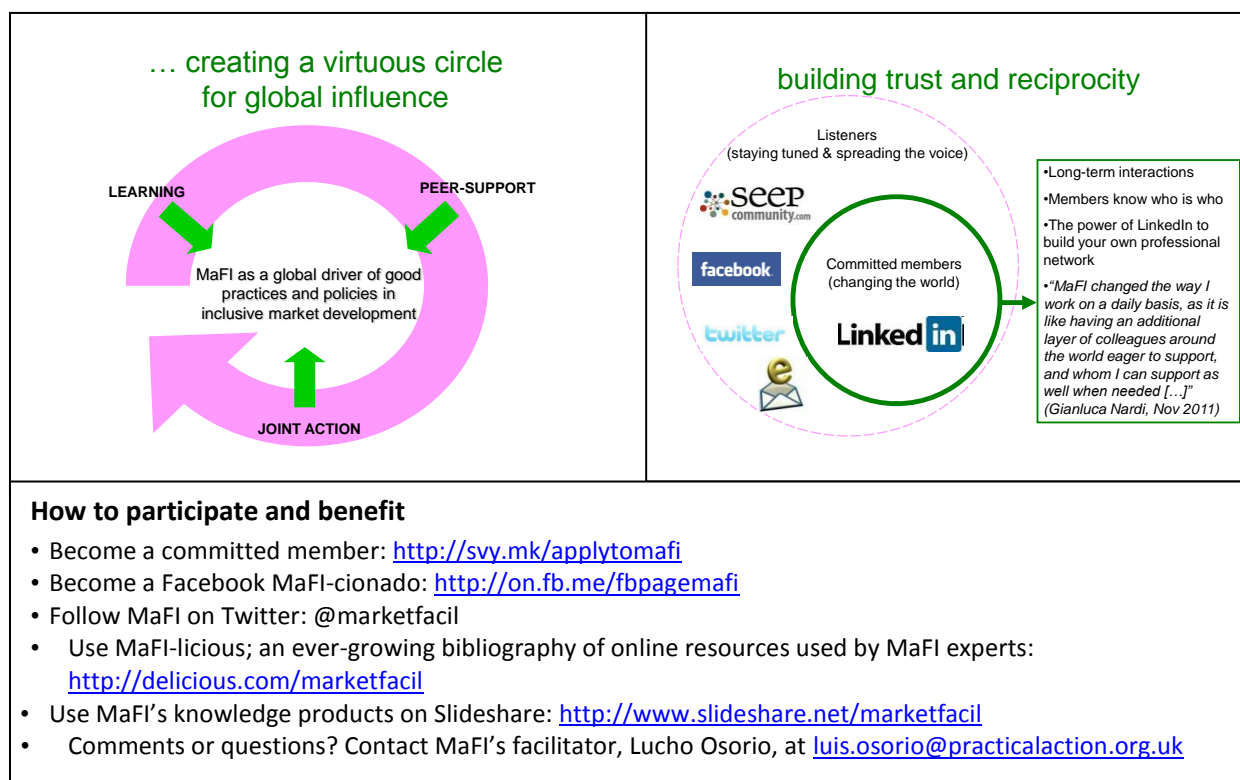 … creating a virtuous circle
for global influence
LEARNING
PEER-SUPPORT
MaFI as a global driver of good
practices and policies in
inclusive market development
JOINT ACTION
building trust and reciprocity
Listeners
(staying tuned & spreading the voice)
seep
community.com
facebook
twitter
e
Committed members
(changing the world)
Linked in
•Long-term interactions
•Members know who is who
•The power of LinkedIn to
build your own professional
network
•“MaFI changed the way I
work on a daily basis, as it is
like having an additional
layer of colleagues around
the world eager to support,
and whom I can support as
well when needed […]”
(Gianluca Nardi, Nov 2011)
How to participate and benefit
• Become a committed member: http://svy.mk/applytomafi
• Become a Facebook MaFI-cionado: http://on.fb.me/fbpagemafi
• Follow MaFI on Twitter: @marketfacil
• Use MaFI-licious; an ever-growing bibliography of online resources used by MaFI experts:
http://delicious.com/marketfacil
• Use MaFI’s knowledge products on Slideshare: http://www.slideshare.net/marketfacil
• Comments or questions? Contact MaFI’s facilitator, Lucho Osorio, at luis.osorio@practicalaction.org.uk